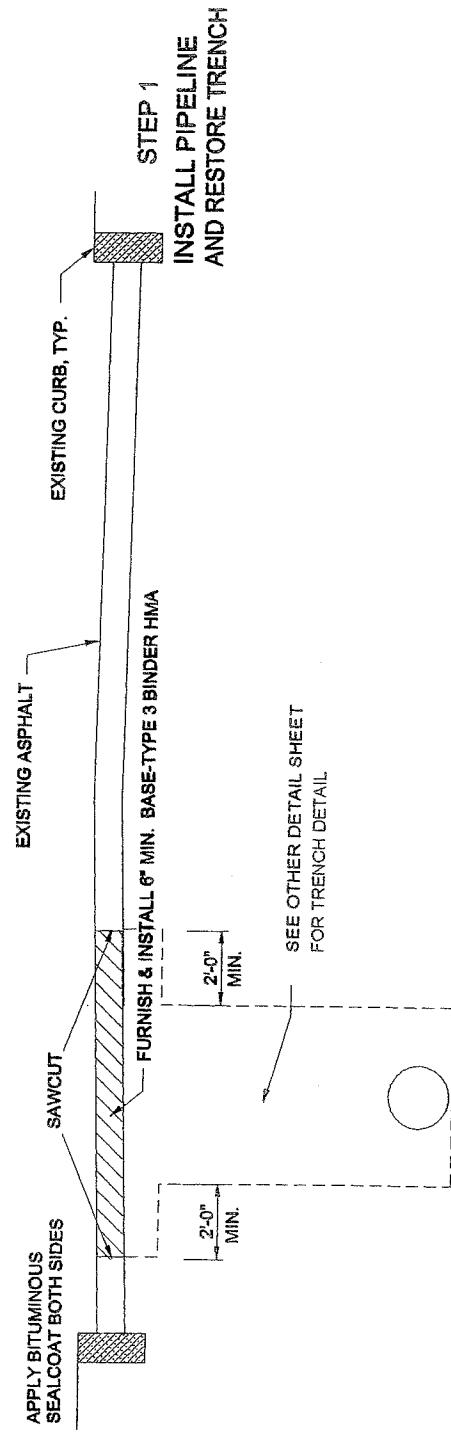 APPLY BITUMINOUS
SEALCOAT BOTH SIDES
SAWCUT
EXISTING ASPHALT
EXISTING CURB, TYP.
FURNISH & INSTALL 6" MIN. BASE-TYPE 3 BINDER HMA
2'-0"
MIN.
2'-0"
MIN.
SEE OTHER DETAIL SHEET
FOR TRENCH DETAIL
STEP 1
INSTALL PIPELINE
AND RESTORE TRENCH